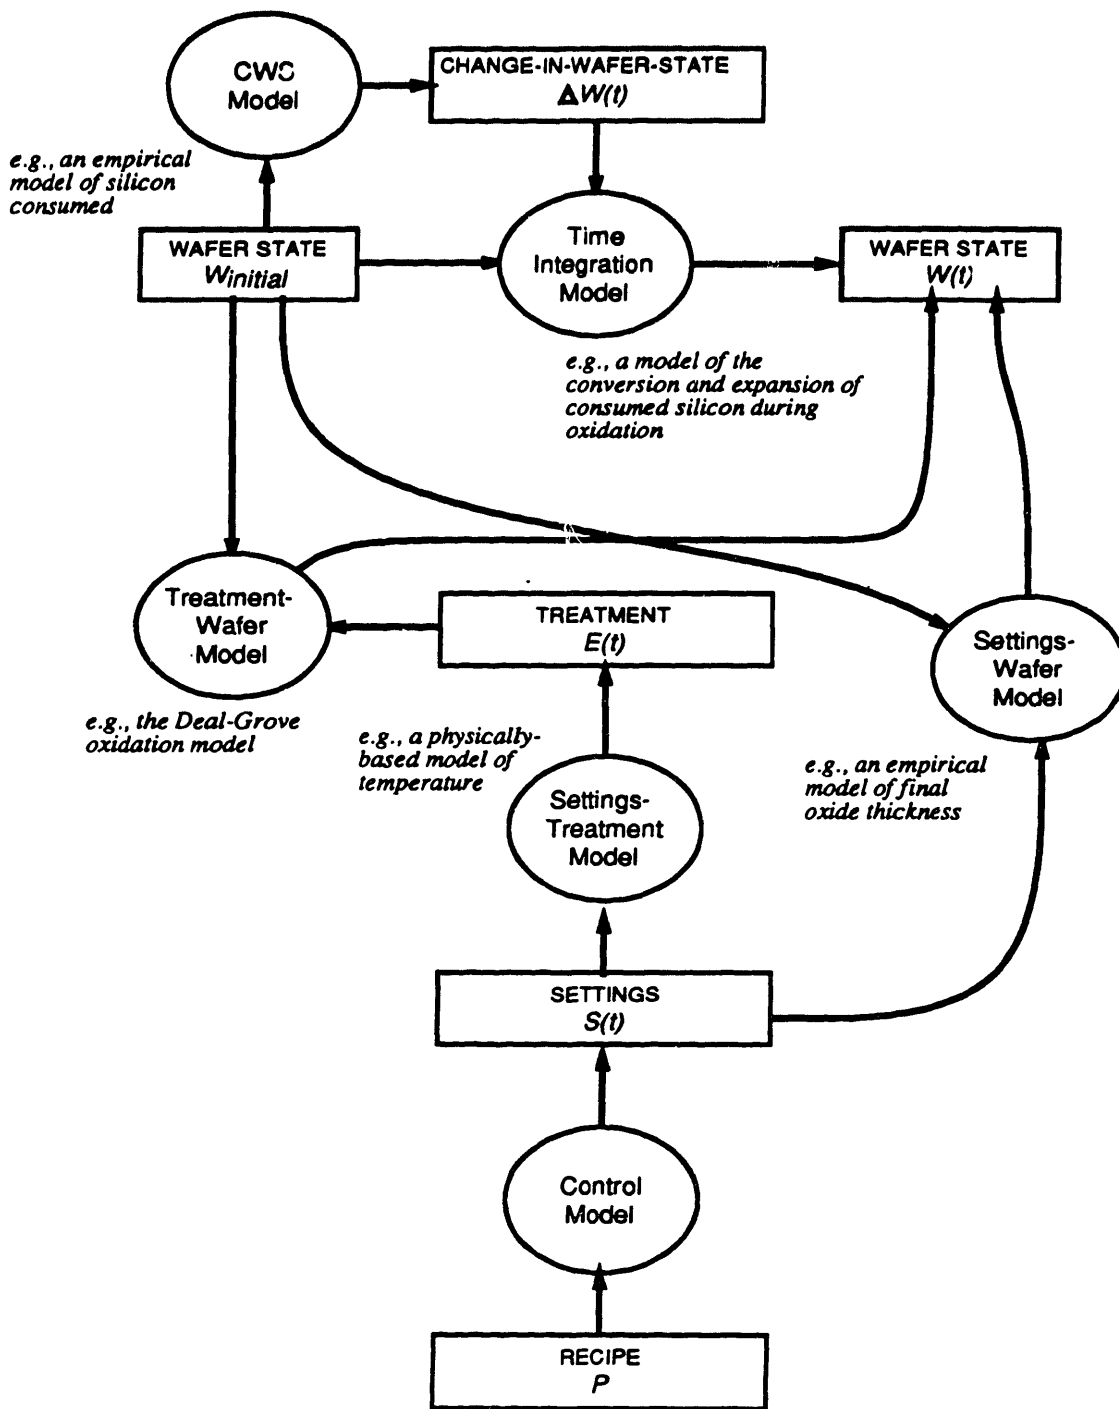 CWS
Model
CHANGE-IN-WAFER-STATE
ΔW(t)
e.g., an empirical
model of silicon
consumed
WAFER STATE
Winitial
Time
Integration
Model
WAFER STATE
W(t)
e.g., a model of the
conversion and expansion of
consumed silicon during
oxidation
Treatment-
Wafer
Model
TREATMENT
E(t)
Settings-
Wafer
Model
e.g., the Deal-Grove
oxidation model
e.g., a physically-
based model of
temperature
e.g., an empirical
model of final
oxide thickness
Settings-
Treatment
Model
SETTINGS
S(t)
Control
Model
RECIPE
P